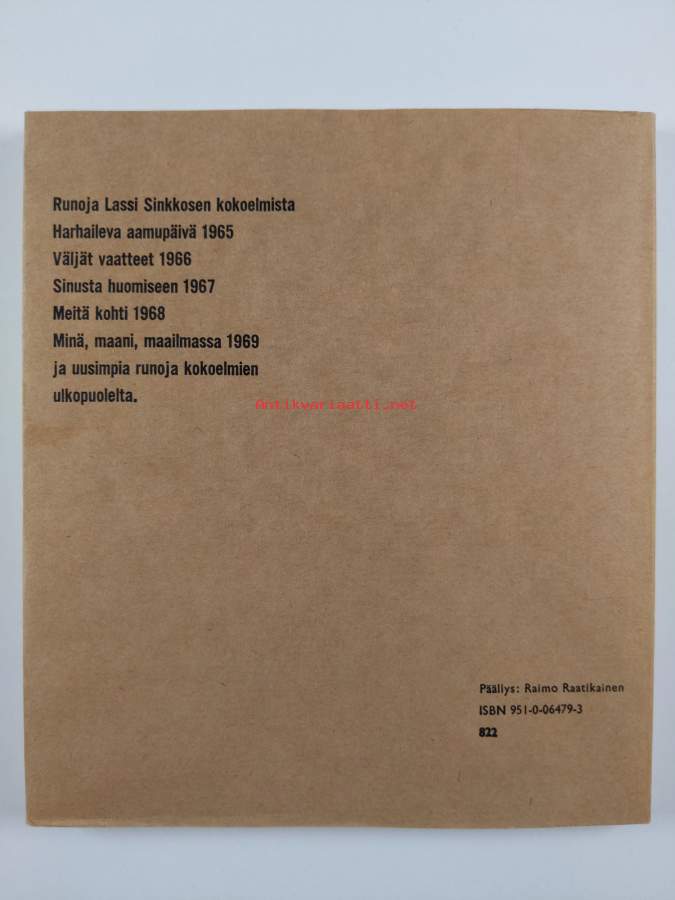 Runoja Lassi Sinkkosen kokoelmista
Harhaileva aamupäivä 1965
Väljät vaatteet 1966
Sinusta huomiseen 1967
Meitä kohti 1968
Minä, maani, maailmassa 1969
ja uusimpia runoja kokoelmien
ulkopuolelta.
Antikvariaatti.net
Päällys: Raimo Raatikainen
ISBN 951-0-06479-3
822